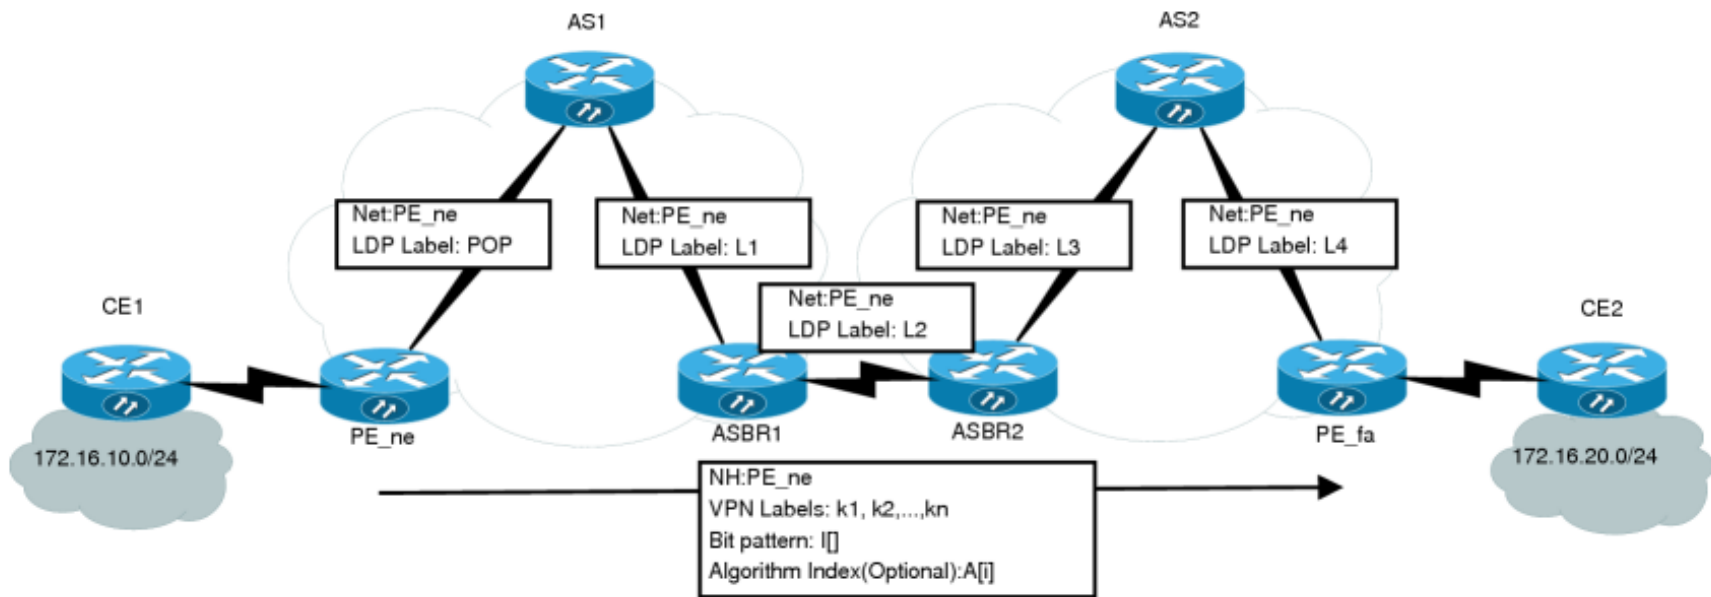 AS1
AS2
Net:PE_ne
LDP Label: POP
Net:PE_ne
LDP Label: L1
Net:PE_ne
LDP Label: L3
Net:PE_ne
LDP Label: L4
Net:PE_ne
LDP Label: L2
CE1
CE2
PE_ne
ASBR1
ASBR2
PE_fa
172.16.10.0/24
172.16.20.0/24
NH:PE_ne
VPN Labels: k1, k2,...,kn
Bit pattern: I[]
Algorithm Index(Optional):A[i]